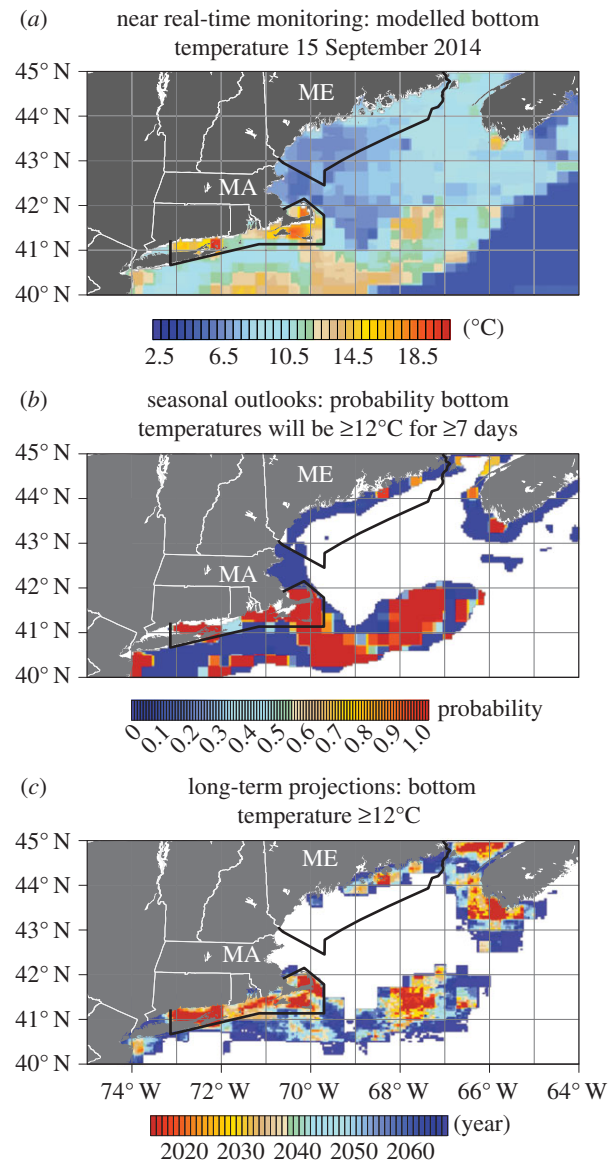 (a) near real-time monitoring: modelled bottom
temperature 15 September 2014
45° N
ME
44° N
43° N
MA
42° N
41° N
40° N
(°C)
2.5 6.5 10.5 14.5 18.5
(b) seasonal outlooks: probability bottom
temperatures will be ≥12°C for ≥7 days
45° N
ME
44° N
43° N
MA
42° N
41° N
40° N
probability
0 0.1 0.2 0.3 0.4 0.5 0.6 0.7 0.8 0.9 1.0
(c) long-term projections: bottom
temperature ≥12°C
45° N
ME
44° N
43° N
MA
42° N
41° N
40° N
74° W 72° W 70° W 68° W 66° W 64° W
(year)
2020 2030 2040 2050 2060